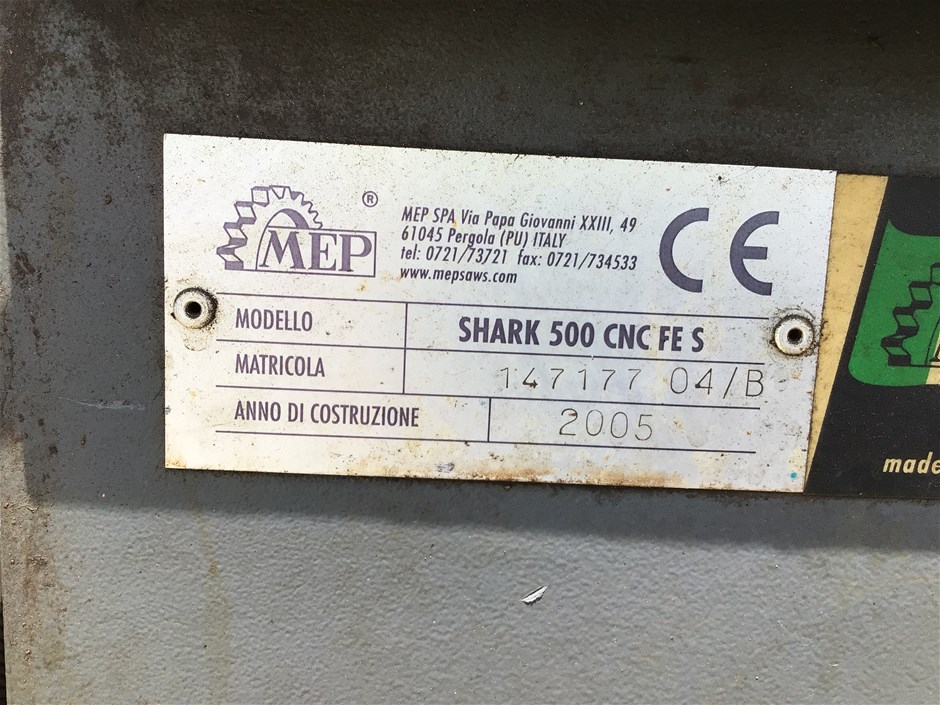 MEP ®
MEP SPA Via Papa Giovanni XXIII, 49
61045 Pergola (PU) ITALY
tel: 0721/73721 fax: 0721/734533
www.mepsaws.com
CE
MODELLO SHARK 500 CNC FE S
MATRICOLA 147177 04/B
ANNO DI COSTRUZIONE 2005
made